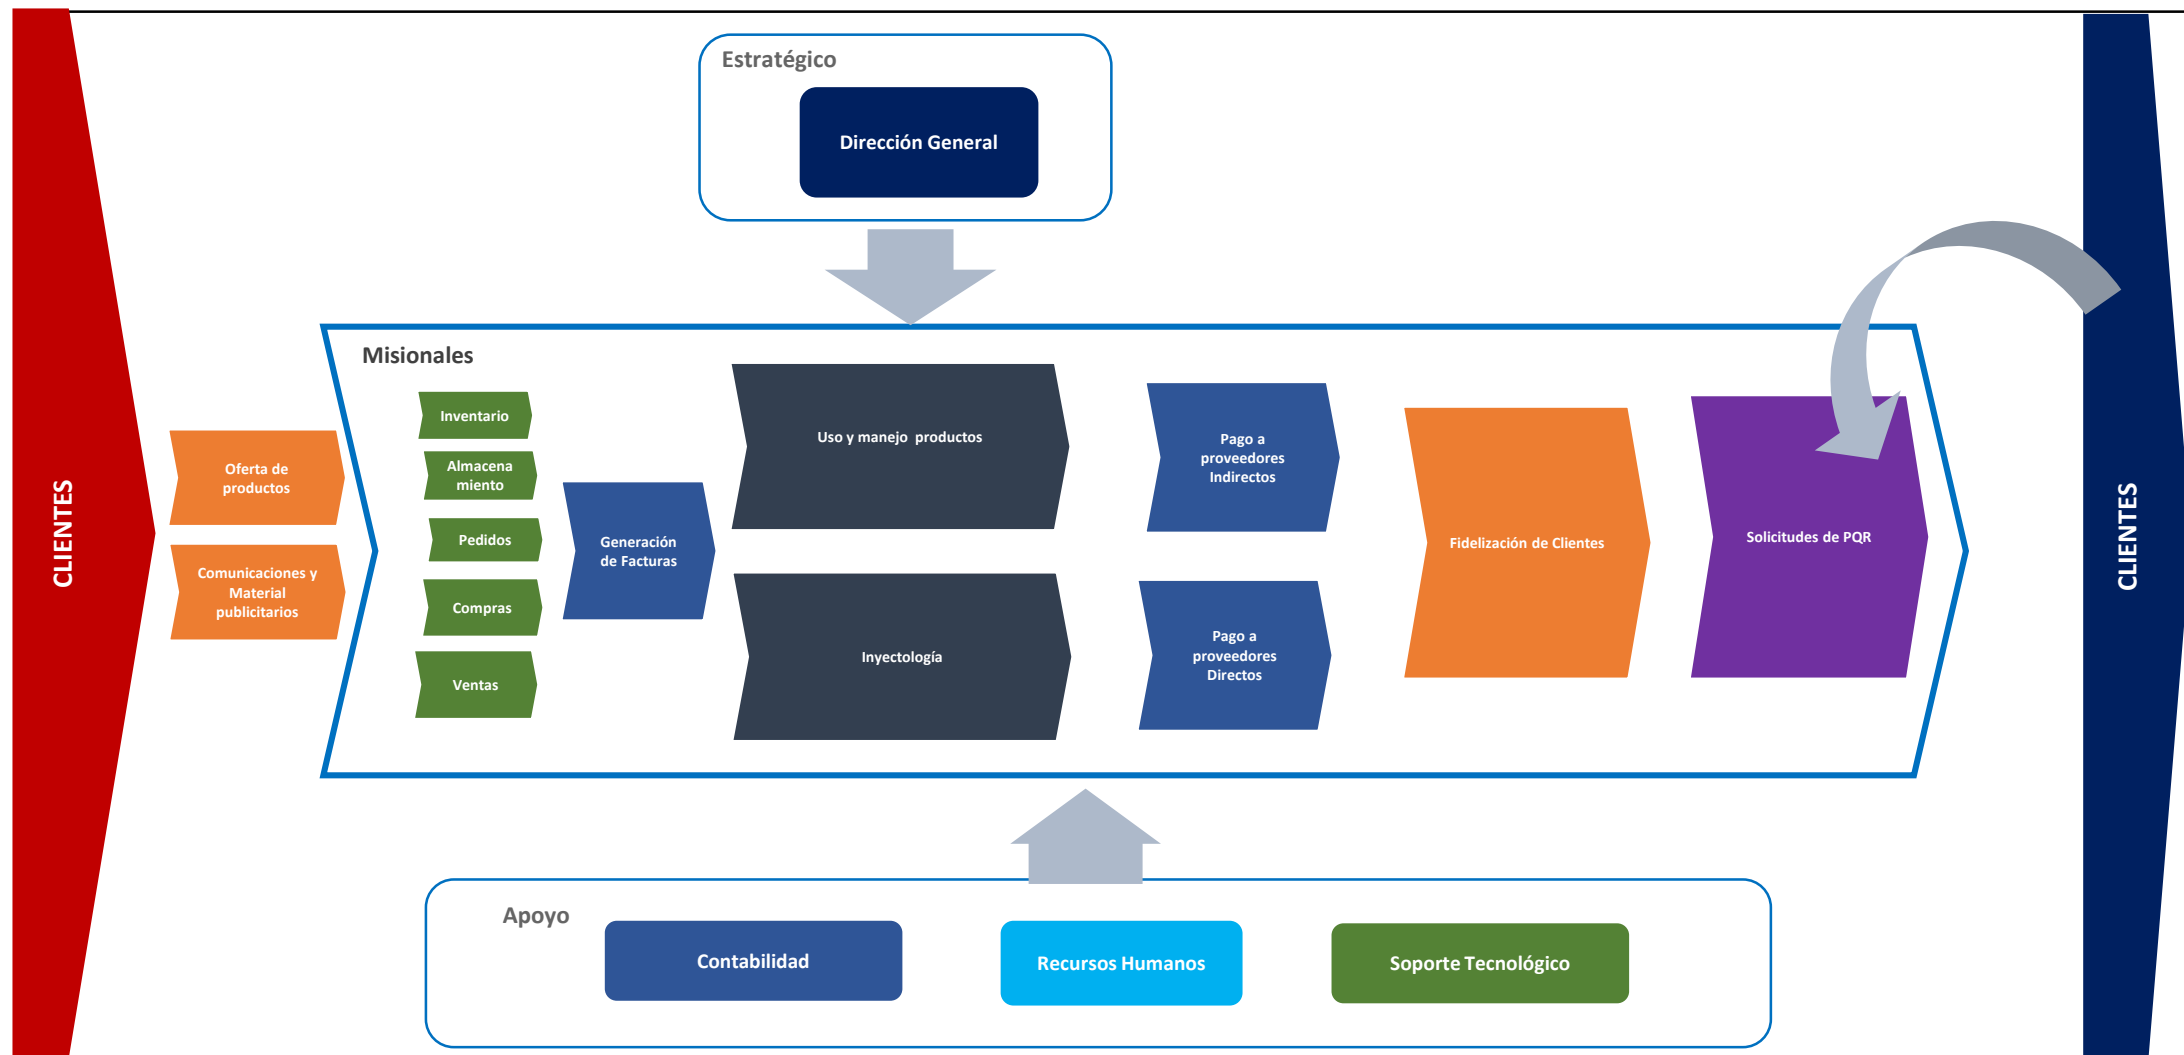 CLIENTES
Estratégico
Dirección General
Oferta de
productos
Comunicaciones y
Material
publicitarios
Misionales
Inventario
Almacena
miento
Pedidos
Compras
Ventas
Generación
de Facturas
Uso y manejo productos
Inyectología
Pago a
proveedores
Indirectos
Pago a
proveedores
Directos
Fidelización de Clientes
Solicitudes de PQR
CLIENTES
Apoyo
Contabilidad
Recursos Humanos
Soporte Tecnológico